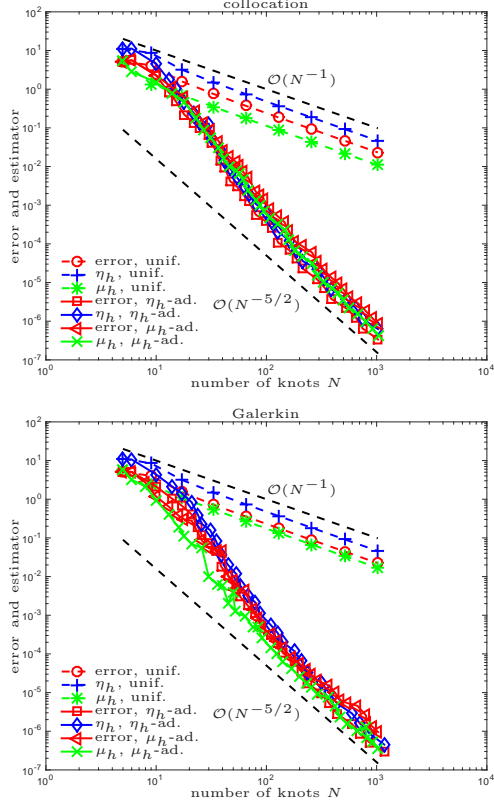 collocation
10^2
10^1
10^0
10^-1
10^-2
10^-3
10^-4
10^-5
10^-6
10^-7
error and estimator
O(N^-1)
O(N^-5/2)
error, unif.
η_h, unif.
μ_h, unif.
error, η_h-ad.
η_h, η_h-ad.
error, μ_h-ad.
μ_h, μ_h-ad.
10^0 10^1 10^2 10^3 10^4
number of knots N
Galerkin
10^2
10^1
10^0
10^-1
10^-2
10^-3
10^-4
10^-5
10^-6
10^-7
error and estimator
O(N^-1)
O(N^-5/2)
error, unif.
η_h, unif.
μ_h, unif.
error, η_h-ad.
η_h, η_h-ad.
error, μ_h-ad.
μ_h, μ_h-ad.
10^0 10^1 10^2 10^3 10^4
number of knots N